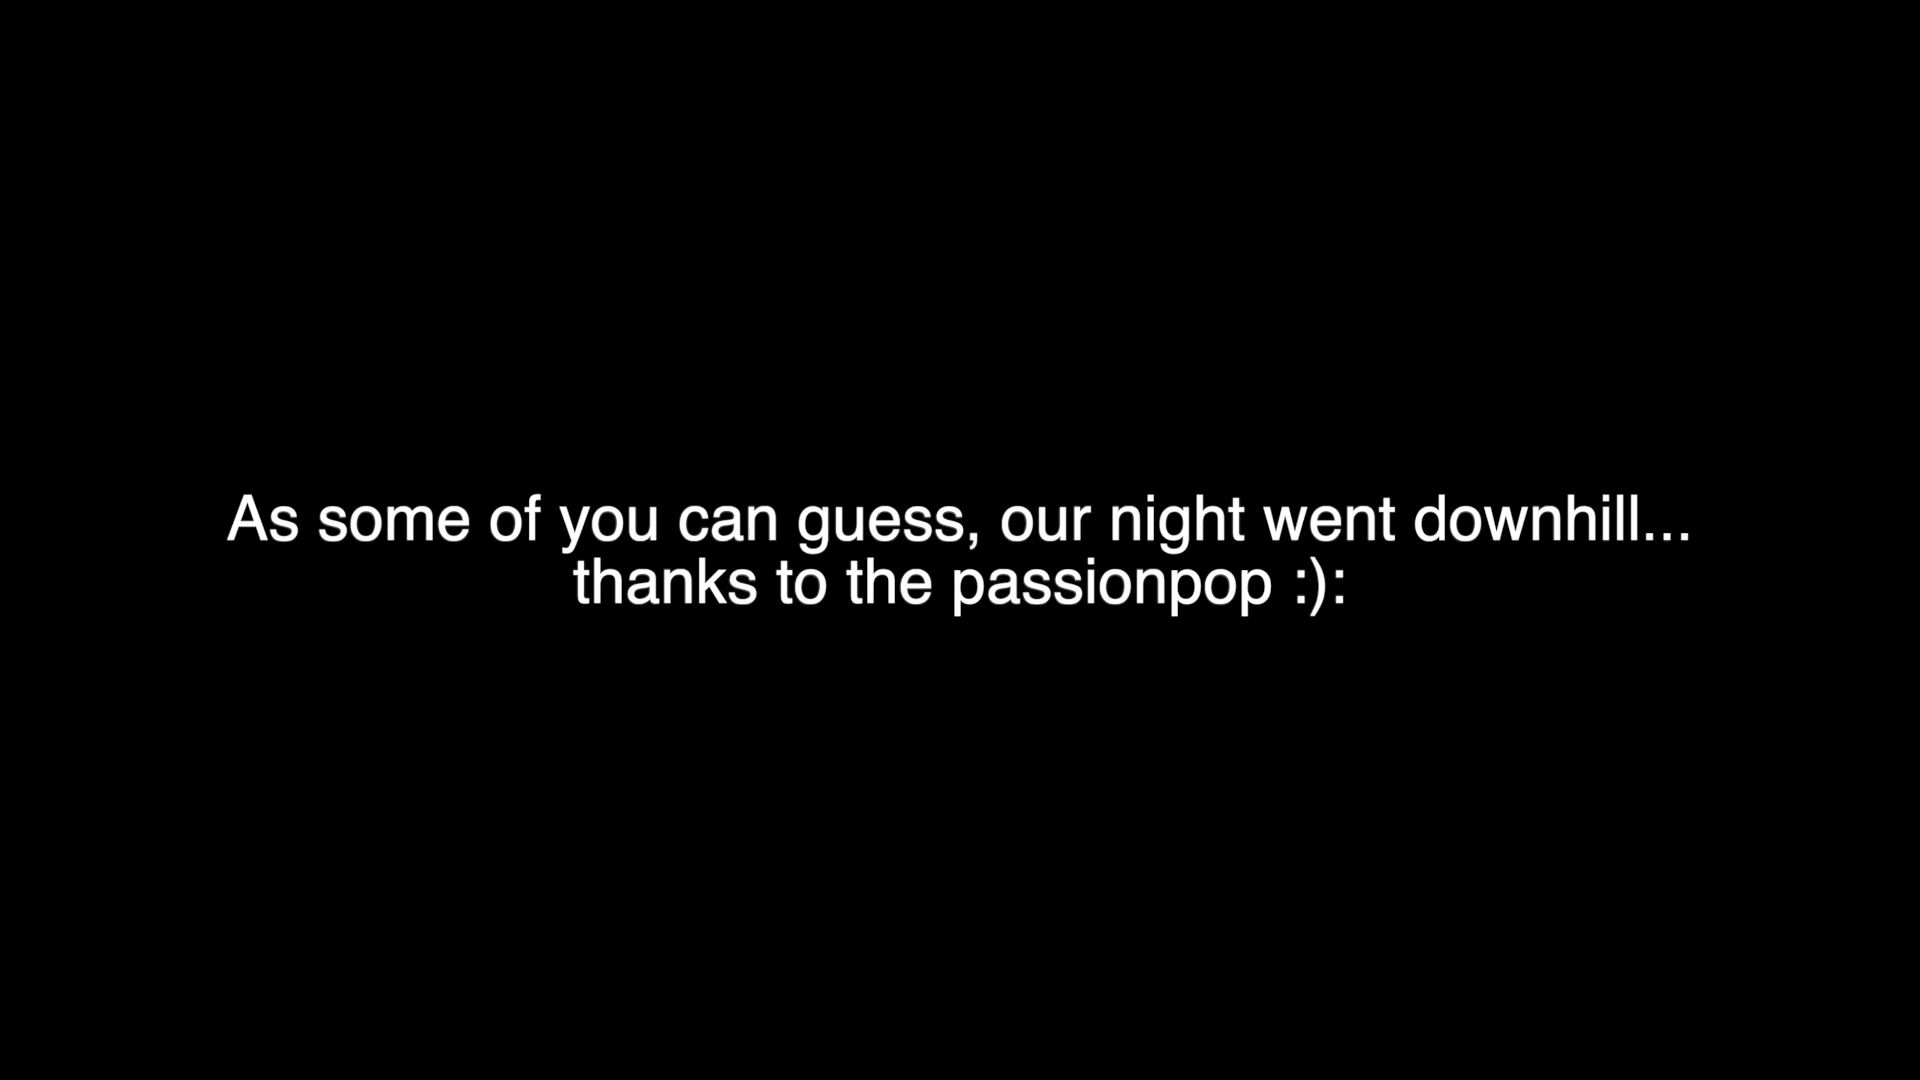 As some of you can guess, our night went downhill...
thanks to the passionpop :):